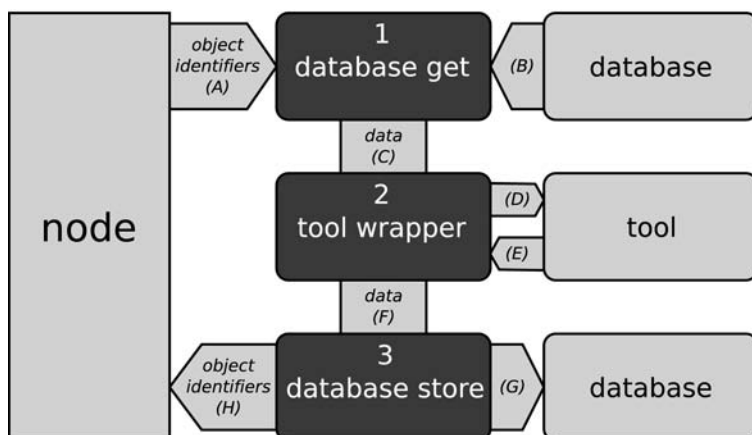 object
identifiers
(A)
1
database get
(B)
database
data
(C)
node
2
tool wrapper
(D)
(E)
tool
data
(F)
object
identifiers
(H)
3
database store
(G)
database